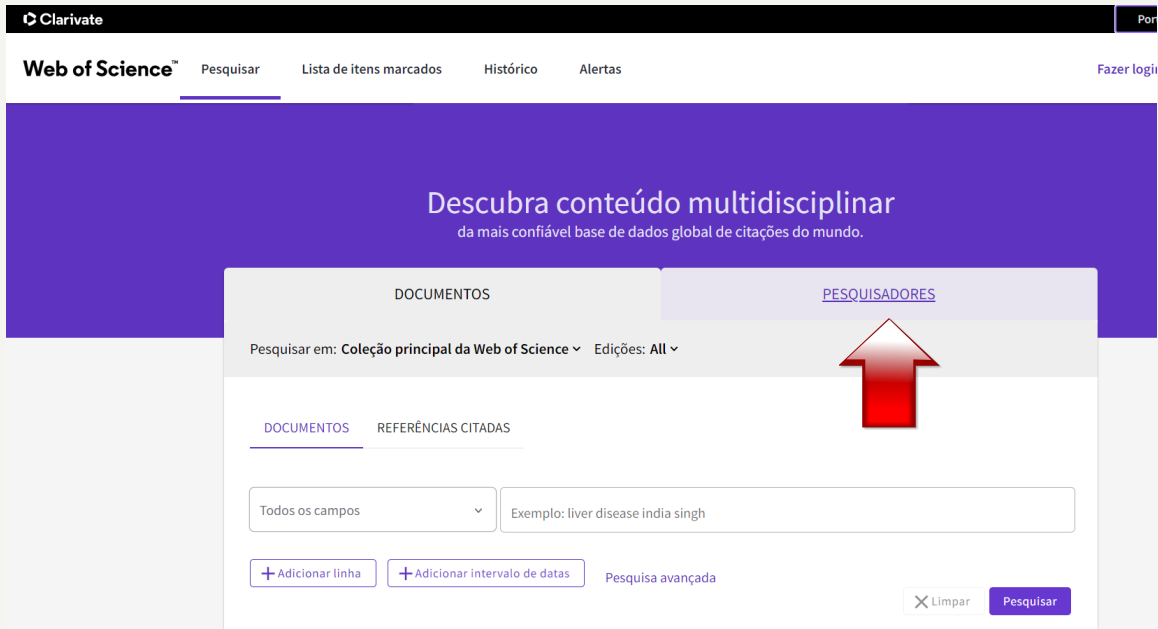 Clarivate
Web of Science™ Pesquisar Lista de itens marcados Histórico Alertas
Descubra conteúdo multidisciplinar
da mais confiável base de dados global de citações do mundo.
DOCUMENTOS PESQUISADORES
Pesquisar em: Coleção principal da Web of Science Edições: All
DOCUMENTOS REFERÊNCIAS CITADAS
Todos os campos Exemplo: liver disease india singh
Adicionar linha Adicionar intervalo de datas Pesquisa avançada
Limpar Pesquisar